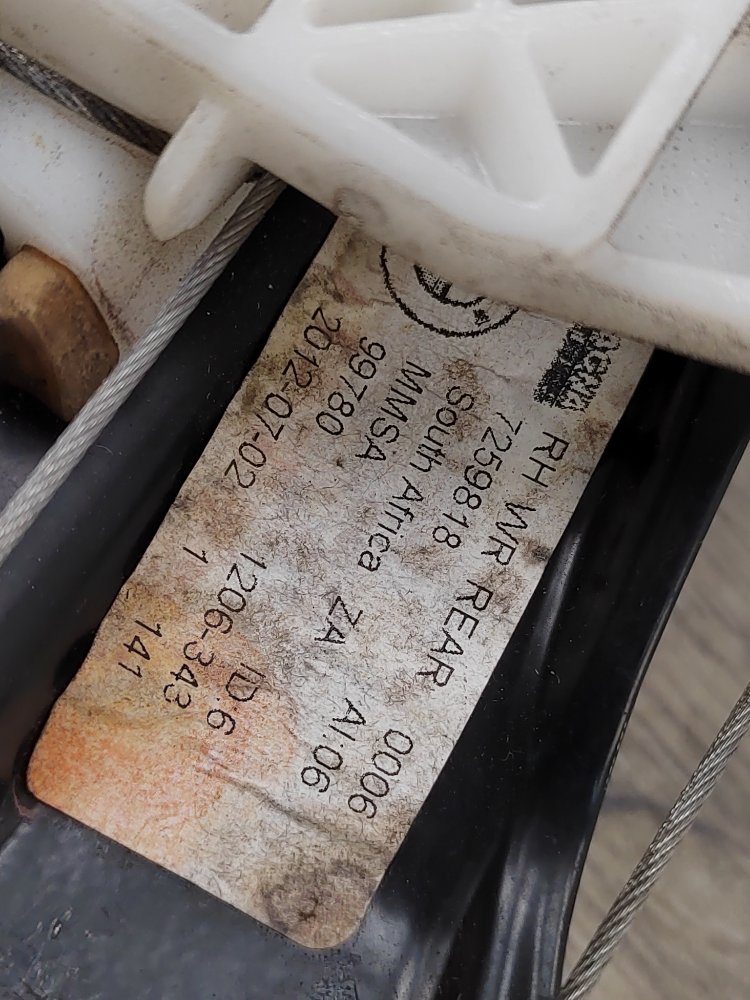 RH WR REAR 0006
7259818 AI:06
South Africa ZA
MMSA ID:6
99780 1206-343
2012-07-02 1 141